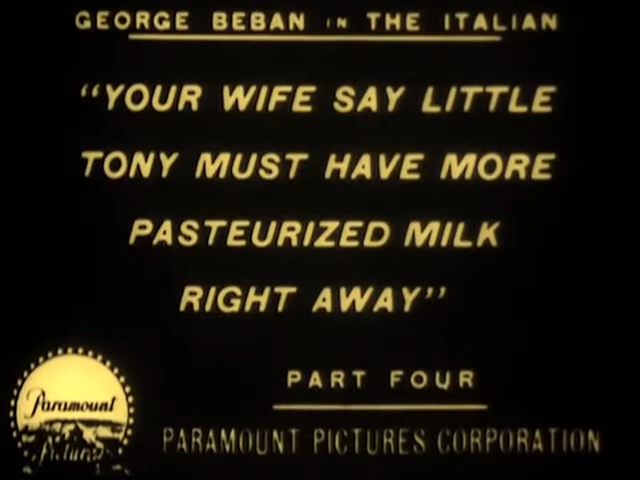 GEORGE BEBAN IN THE ITALIAN
"YOUR WIFE SAY LITTLE
TONY MUST HAVE MORE
PASTEURIZED MILK
RIGHT AWAY"
PART FOUR
Paramount
Pictures
PARAMOUNT PICTURES CORPORATION